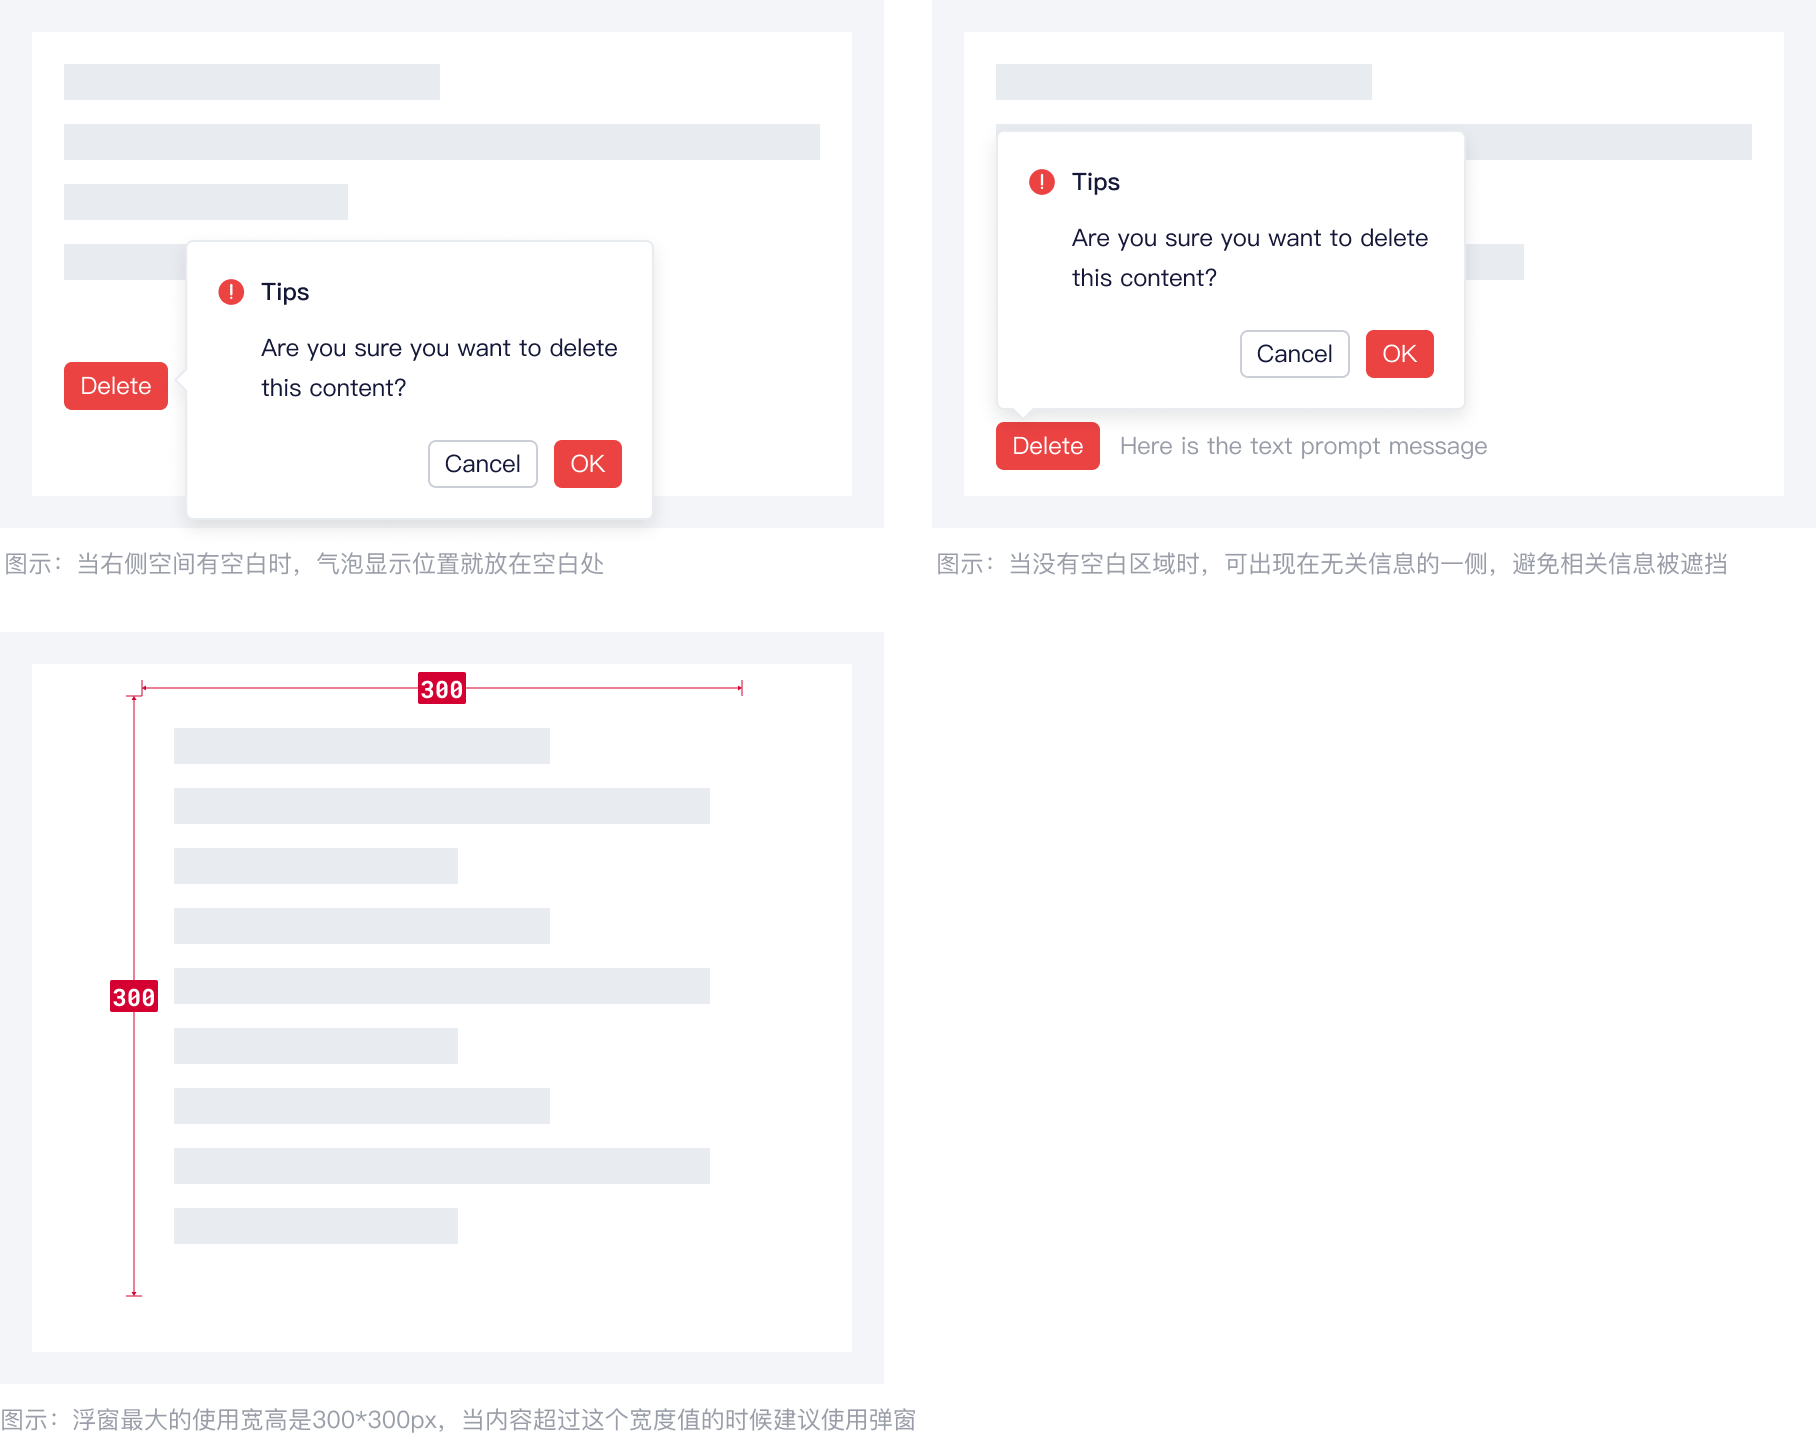 Tips
Are you sure you want to delete
this content?
Delete
Cancel
OK
图示：当右侧空间有空白时，气泡显示位置就放在空白处
Tips
Are you sure you want to delete
this content?
Cancel
OK
Delete
Here is the text prompt message
图示：当没有空白区域时，可出现在无关信息的一侧，避免相关信息被遮挡
300
300
图示：浮窗最大的使用宽高是300*300px，当内容超过这个宽度值的时候建议使用弹窗